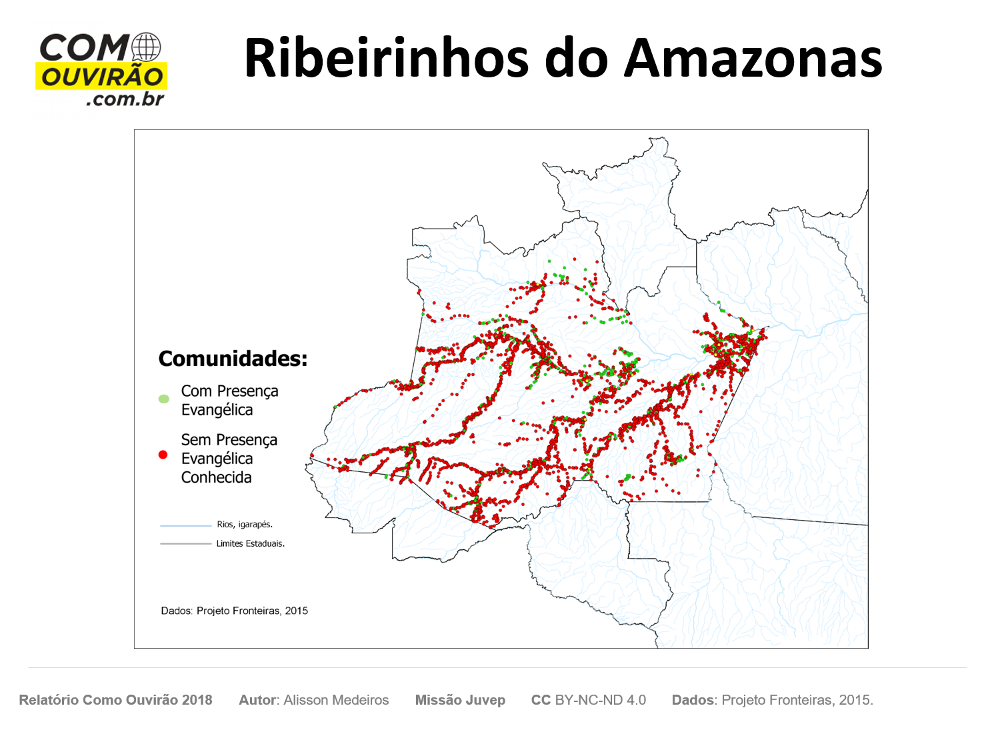 COMO
OUVIRÃO
.com.br
Ribeirinhos do Amazonas
Comunidades:
Com Presença
Evangélica
Sem Presença
Evangélica
Conhecida
Rios, igarapés.
Limites Estaduais.
Dados: Projeto Fronteiras, 2015
Relatório Como Ouvirão 2018 Autor: Alisson Medeiros Missão Juvep CC BY-NC-ND 4.0 Dados: Projeto Fronteiras, 2015.